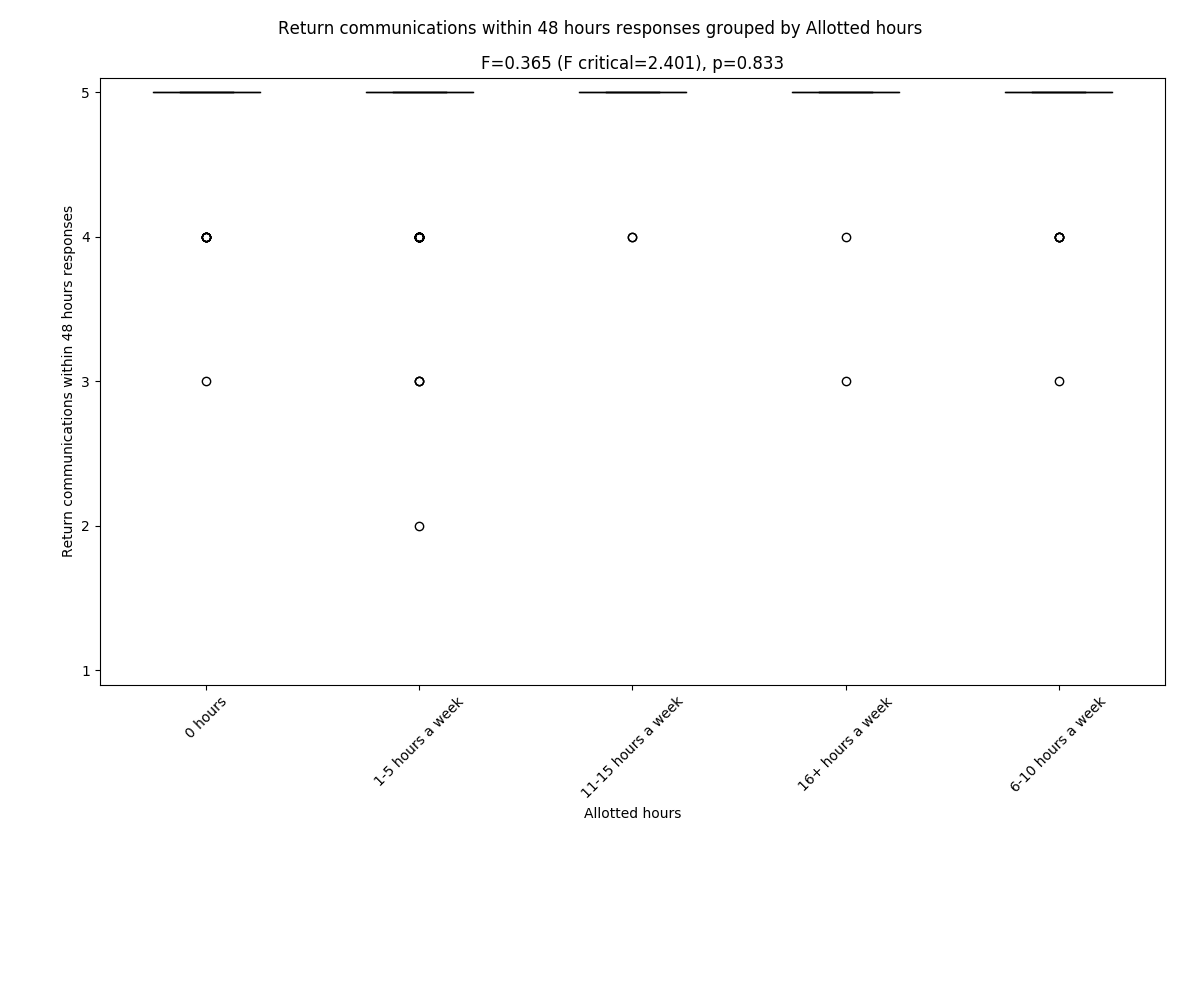 Return communications within 48 hours responses grouped by Allotted hours
F=0.365 (F critical=2.401), p=0.833
Return communications within 48 hours responses
5
4
3
2
1
0 hours
1-5 hours a week
11-15 hours a week
16+ hours a week
6-10 hours a week
Allotted hours